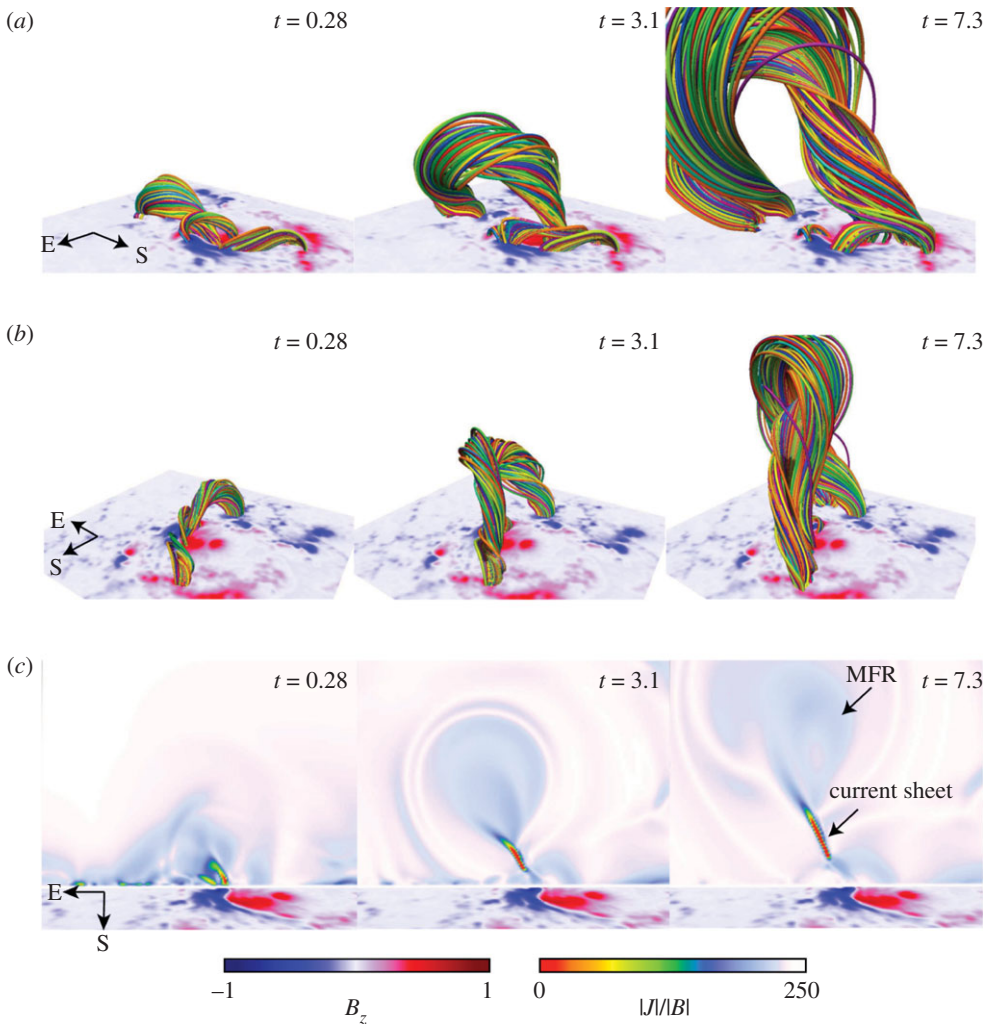 (a)
t = 0.28
t = 3.1
t = 7.3
E
S
(b)
t = 0.28
t = 3.1
t = 7.3
E
S
(c)
t = 0.28
t = 3.1
t = 7.3
MFR
current sheet
E
S
–1
1
0
250
B_z
|J|/|B|